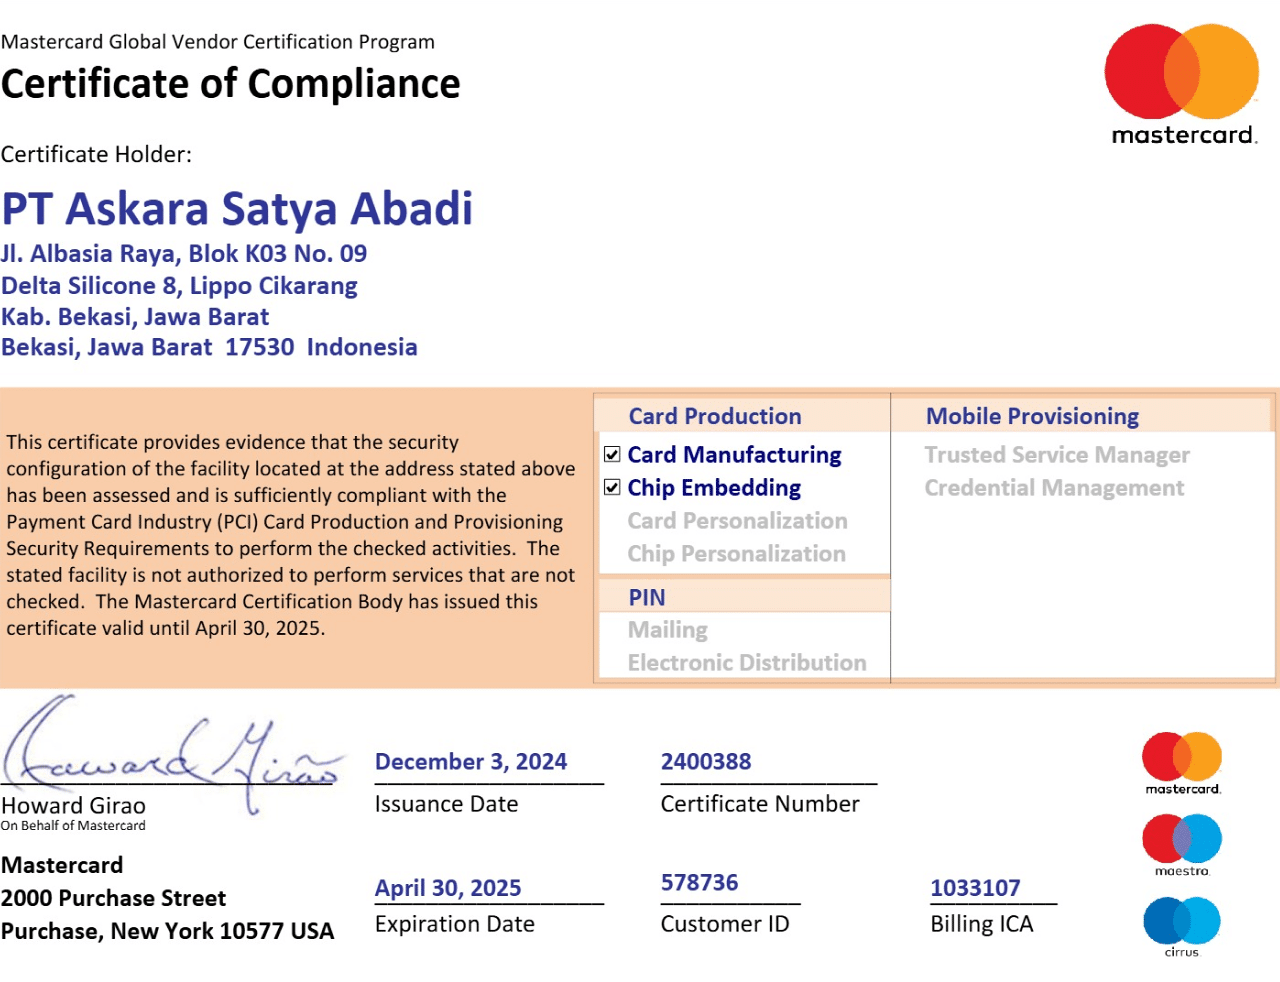 Mastercard Global Vendor Certification Program
Certificate of Compliance
mastercard.
Certificate Holder:
PT Askara Satya Abadi
Jl. Albasia Raya, Blok K03 No. 09
Delta Silicone 8, Lippo Cikarang
Kab. Bekasi, Jawa Barat
Bekasi, Jawa Barat 17530 Indonesia
This certificate provides evidence that the security
configuration of the facility located at the address stated above
has been assessed and is sufficiently compliant with the
Payment Card Industry (PCI) Card Production and Provisioning
Security Requirements to perform the checked activities. The
stated facility is not authorized to perform services that are not
checked. The Mastercard Certification Body has issued this
certificate valid until April 30, 2025.
Card Production
Card Manufacturing
Chip Embedding
Card Personalization
Chip Personalization
PIN
Mailing
Electronic Distribution
Mobile Provisioning
Trusted Service Manager
Credential Management
Howard Girão
Howard Girao
On Behalf of Mastercard
December 3, 2024
Issuance Date
2400388
Certificate Number
Mastercard
2000 Purchase Street
Purchase, New York 10577 USA
April 30, 2025
Expiration Date
578736
Customer ID
1033107
Billing ICA
mastercard.
maestro.
cirrus.